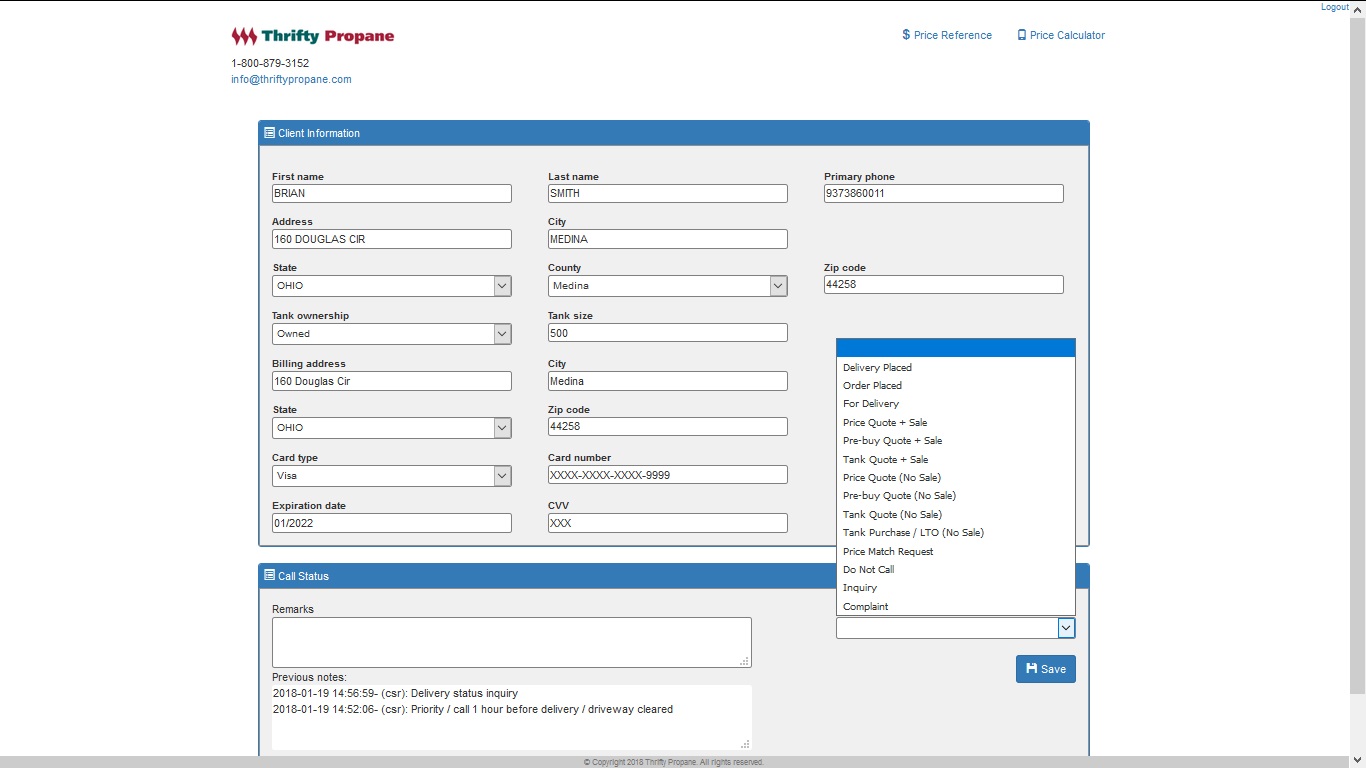 Logout
Thrifty Propane
$ Price Reference
Price Calculator
1-800-879-3152
info@thriftypropane.com
Client Information
First name
Last name
Primary phone
BRIAN
SMITH
9373860011
Address
City
160 DOUGLAS CIR
MEDINA
State
County
Zip code
OHIO
Medina
44258
Tank ownership
Tank size
Owned
500
Billing address
City
160 Douglas Cir
Medina
State
Zip code
OHIO
44258
Card type
Card number
Visa
XXXX-XXXX-XXXX-9999
Expiration date
CVV
01/2022
XXX
Delivery Placed
Order Placed
For Delivery
Price Quote + Sale
Pre-buy Quote + Sale
Tank Quote + Sale
Price Quote (No Sale)
Pre-buy Quote (No Sale)
Tank Quote (No Sale)
Tank Purchase / LTO (No Sale)
Price Match Request
Do Not Call
Inquiry
Complaint
Call Status
Remarks
Save
Previous notes:
2018-01-19 14:56:59- (csr): Delivery status inquiry
2018-01-19 14:52:06- (csr): Priority / call 1 hour before delivery / driveway cleared
© Copyright 2018 Thrifty Propane. All rights reserved.